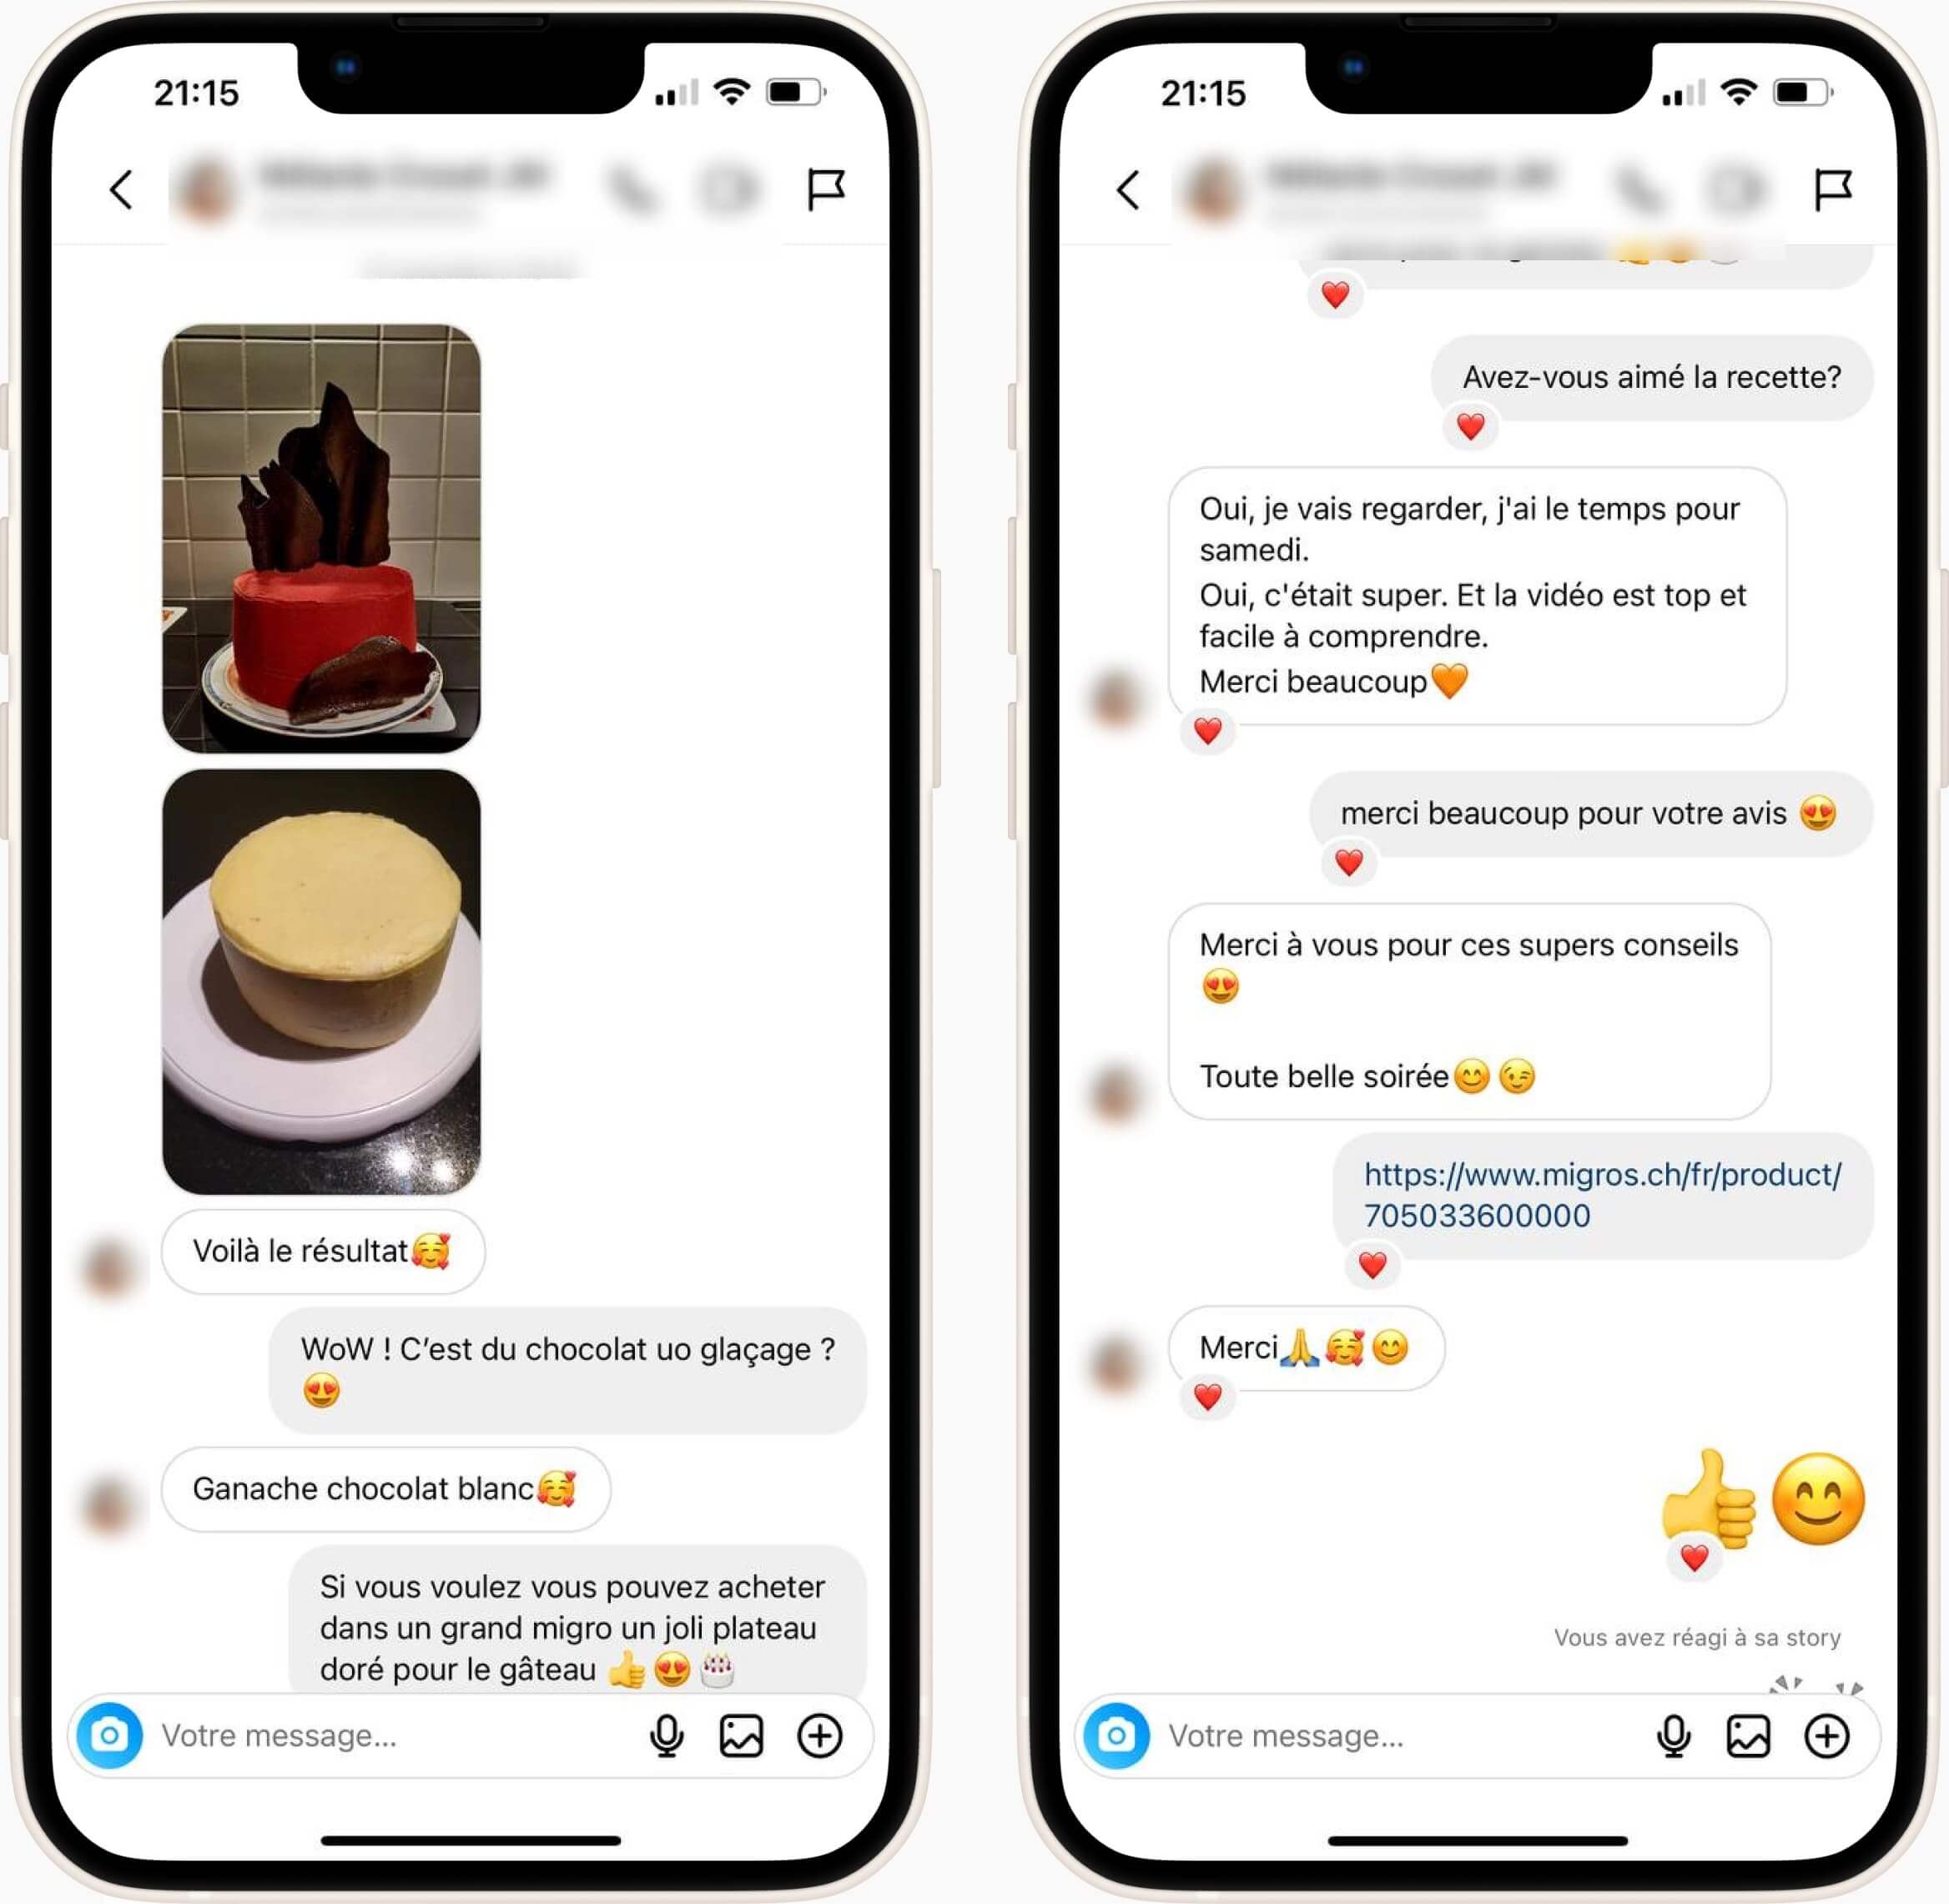 21:15
Voilà le résultat🥰
WoW ! C’est du chocolat uo glaçage ?
😍
Ganache chocolat blanc🥰
Si vous voulez vous pouvez acheter
dans un grand migro un joli plateau
doré pour le gâteau 👍😍🎂
Votre message...
21:15
Avez-vous aimé la recette?
Oui, je vais regarder, j'ai le temps pour
samedi.
Oui, c'était super. Et la vidéo est top et
facile à comprendre.
Merci beaucoup🧡
merci beaucoup pour votre avis 😍
Merci à vous pour ces supers conseils
😍
Toute belle soirée😊😉
https://www.migros.ch/fr/product/
705033600000
Merci🙏🥰😊
Vous avez réagi à sa story
Votre message...